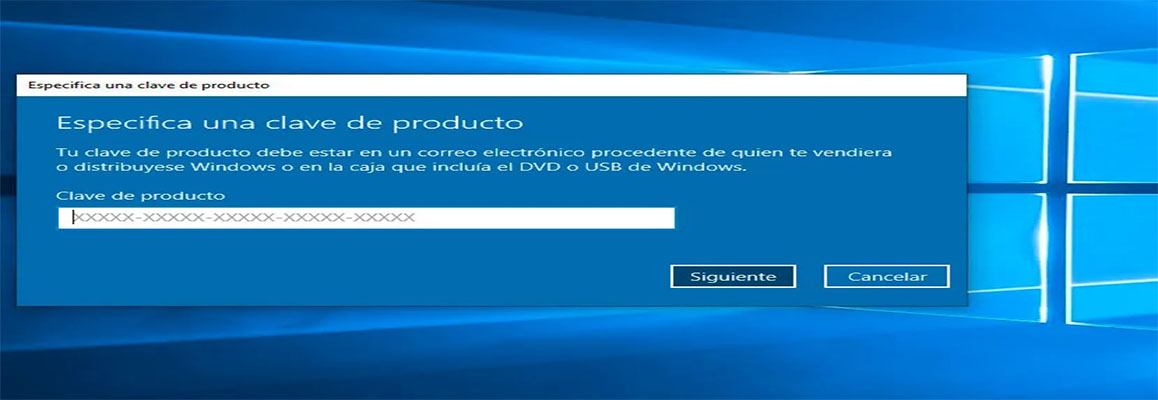 Especifica una clave de producto
Especifica una clave de producto
Tu clave de producto debe estar en un correo electrónico procedente de quien te vendiera
o distribuyese Windows o en la caja que incluía el DVD o USB de Windows.
Clave de producto
XXXXX-XXXXX-XXXXX-XXXXX-XXXXX
Siguiente Cancelar